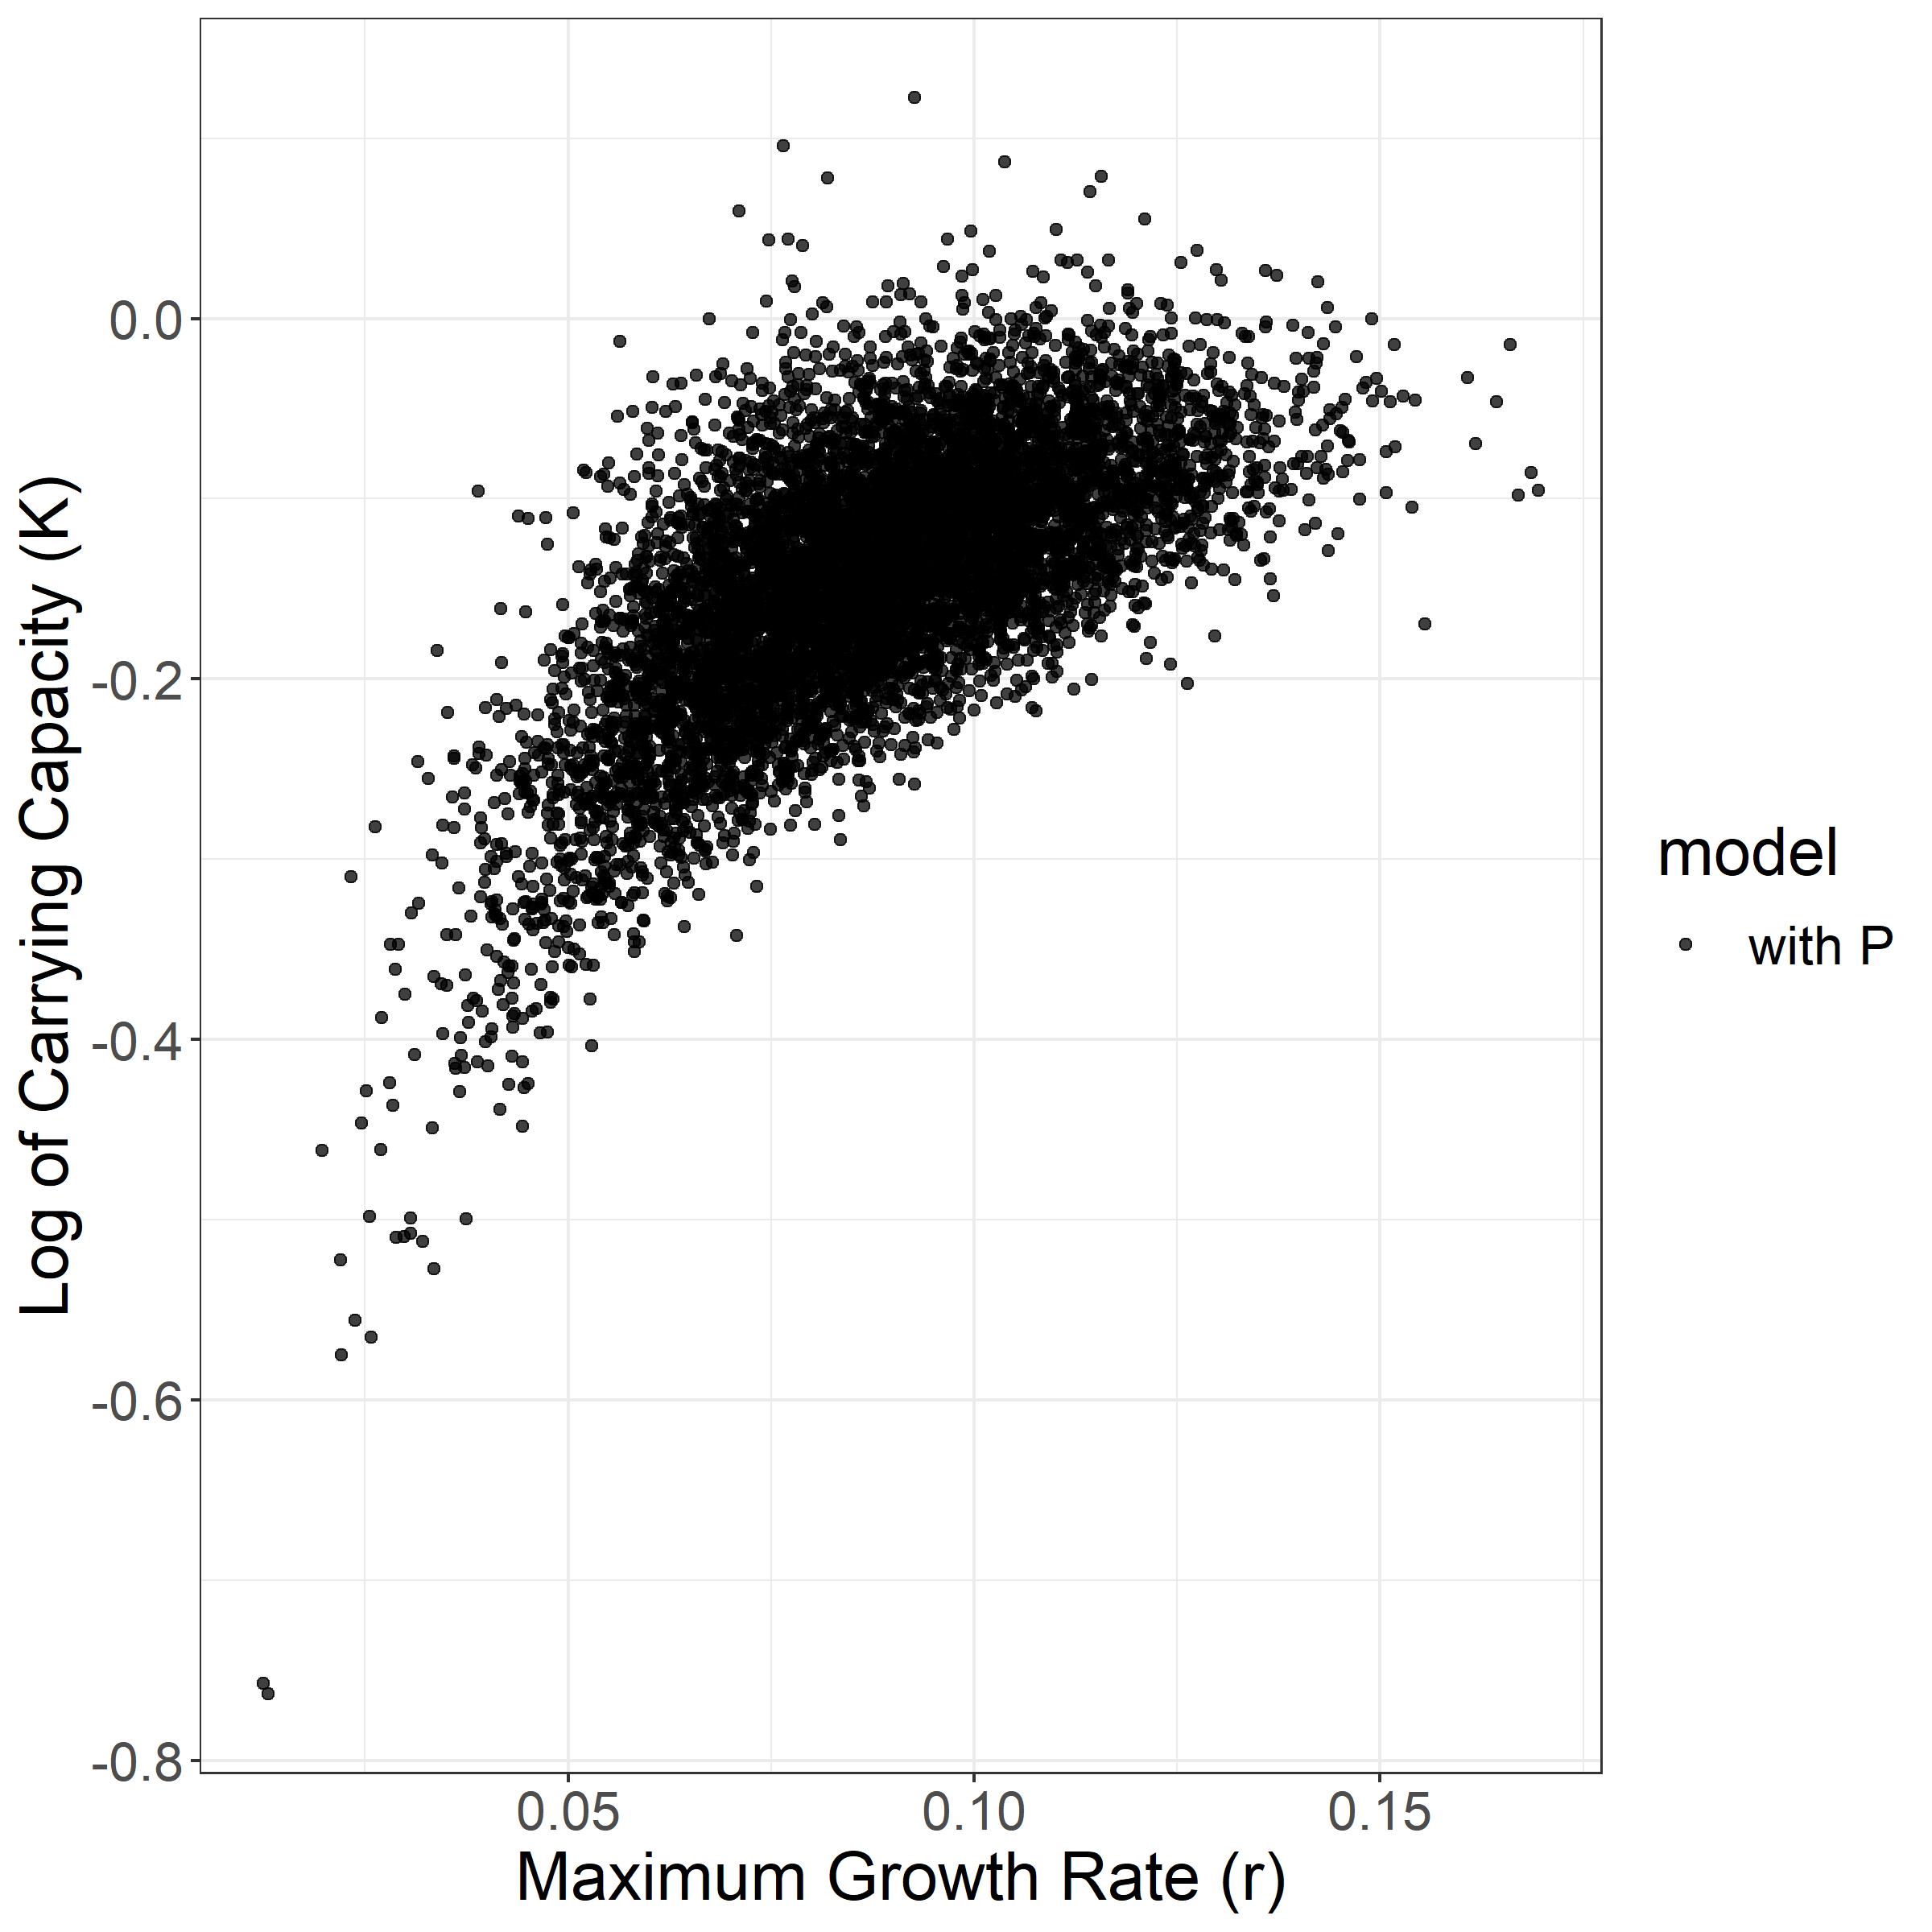 Log of Carrying Capacity (K)
0.0
-0.2
-0.4
-0.6
-0.8
0.05
0.10
0.15
Maximum Growth Rate (r)
model
with P